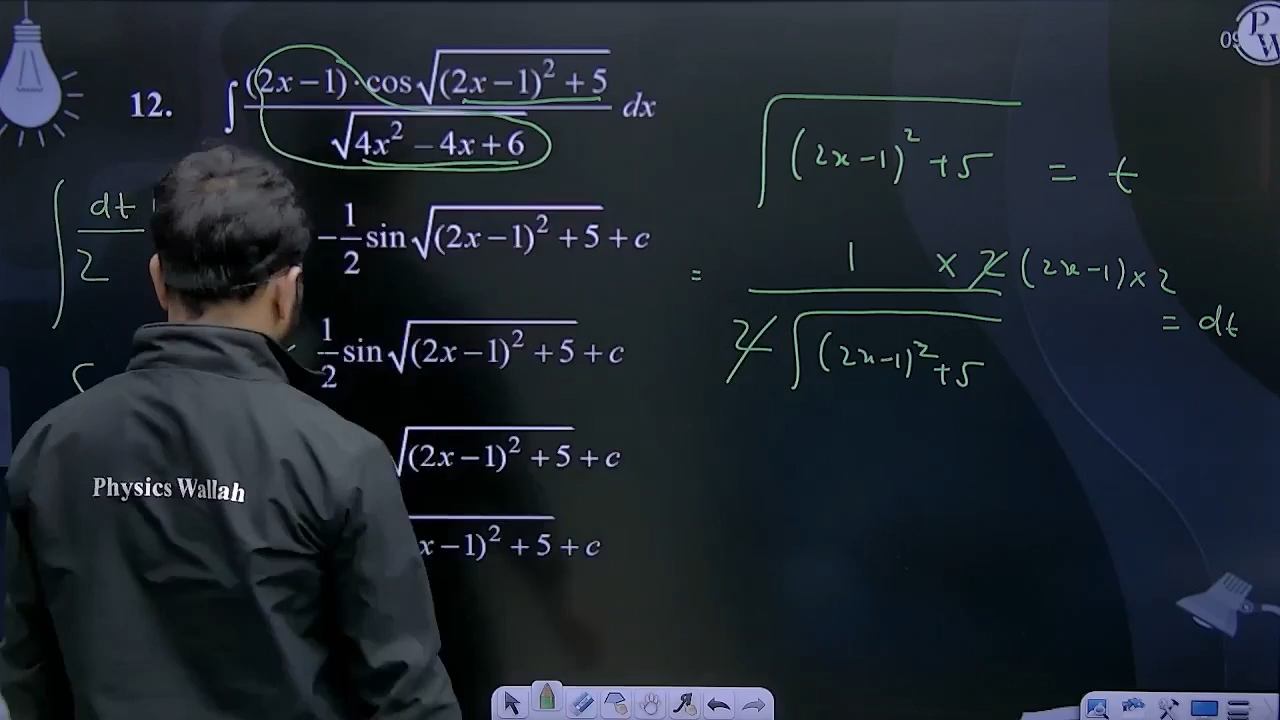 12. ∫ (2x − 1) · cos √((2x − 1)² + 5) / √(4x² − 4x + 6) dx
−1/2 sin √((2x − 1)² + 5) + c
1/2 sin √((2x − 1)² + 5) + c
√((2x − 1)² + 5) + c
x − 1)² + 5 + c
∫ dt / 2
√((2x − 1)² + 5) = t
= 1 / 2√((2x − 1)² + 5) × 2 (2x − 1) × 2 = dt
Physics Wallah
P
W